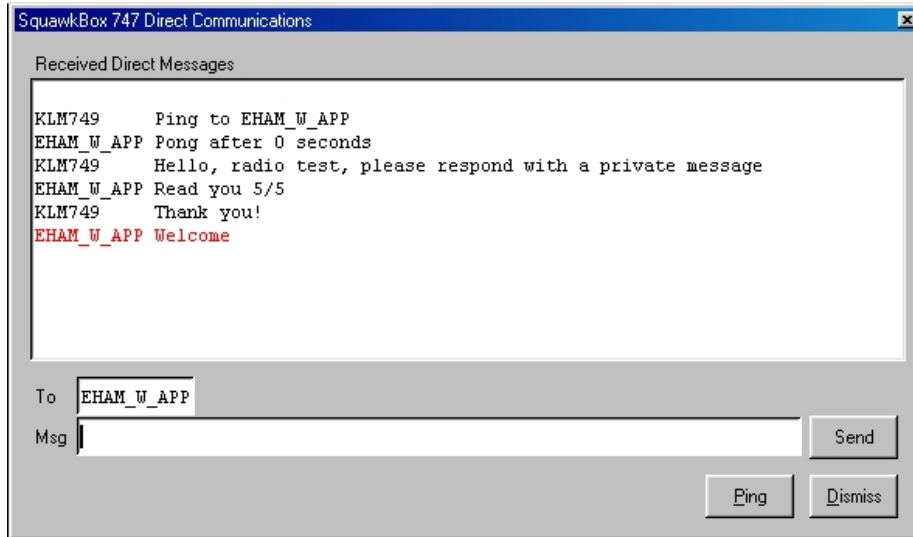 SquawkBox 747 Direct Communications
Received Direct Messages
KLM749 Ping to EHAM_W_APP
EHAM_W_APP Pong after 0 seconds
KLM749 Hello, radio test, please respond with a private message
EHAM_W_APP Read you 5/5
KLM749 Thank you!
EHAM_W_APP Welcome
To EHAM_W_APP
Msg Send
Ping Dismiss